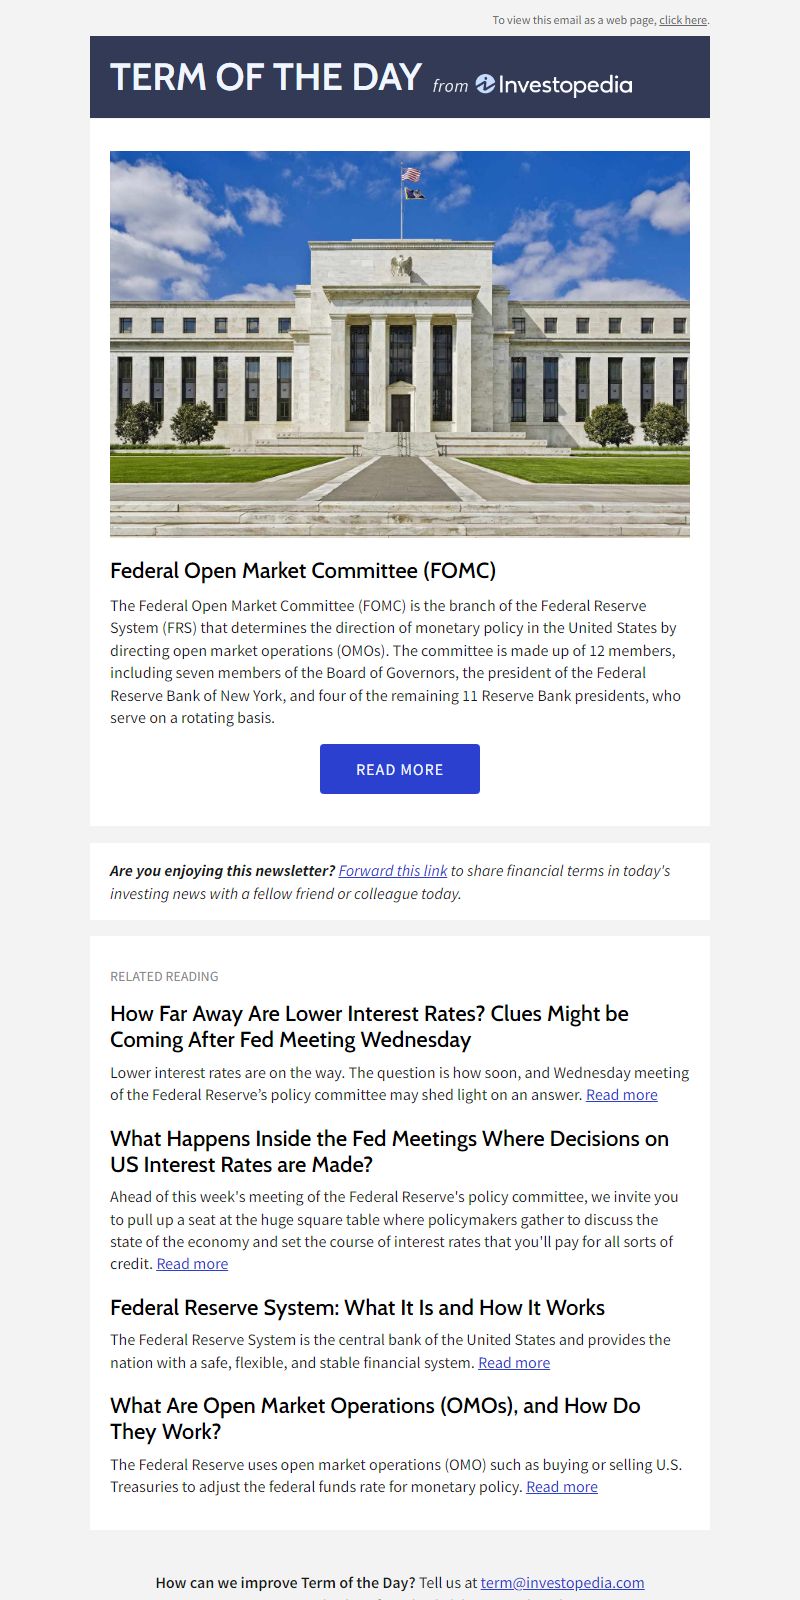 To view this email as a web page, click here.
TERM OF THE DAY from Investopedia
Federal Open Market Committee (FOMC)
The Federal Open Market Committee (FOMC) is the branch of the Federal Reserve
System (FRS) that determines the direction of monetary policy in the United States by
directing open market operations (OMOs). The committee is made up of 12 members,
including seven members of the Board of Governors, the president of the Federal
Reserve Bank of New York, and four of the remaining 11 Reserve Bank presidents, who
serve on a rotating basis.
READ MORE
Are you enjoying this newsletter? Forward this link to share financial terms in today's
investing news with a fellow friend or colleague today.
RELATED READING
How Far Away Are Lower Interest Rates? Clues Might be
Coming After Fed Meeting Wednesday
Lower interest rates are on the way. The question is how soon, and Wednesday meeting
of the Federal Reserve’s policy committee may shed light on an answer. Read more
What Happens Inside the Fed Meetings Where Decisions on
US Interest Rates are Made?
Ahead of this week's meeting of the Federal Reserve's policy committee, we invite you
to pull up a seat at the huge square table where policymakers gather to discuss the
state of the economy and set the course of interest rates that you'll pay for all sorts of
credit. Read more
Federal Reserve System: What It Is and How It Works
The Federal Reserve System is the central bank of the United States and provides the
nation with a safe, flexible, and stable financial system. Read more
What Are Open Market Operations (OMOs), and How Do
They Work?
The Federal Reserve uses open market operations (OMO) such as buying or selling U.S.
Treasuries to adjust the federal funds rate for monetary policy. Read more
How can we improve Term of the Day? Tell us at term@investopedia.com